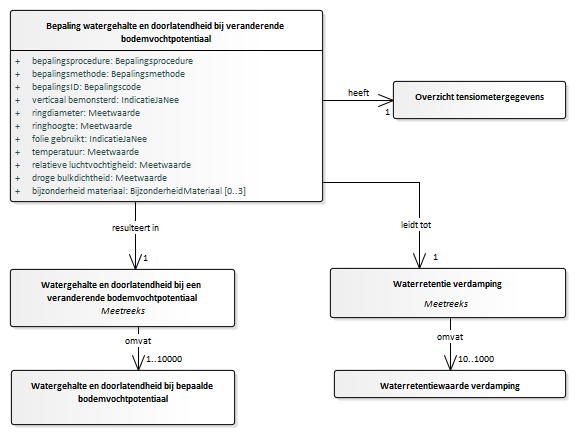 Bepaling watergehalte en doorlatendheid bij veranderende
bodemvochtpotentiaal
+ bepalingsprocedure: Bepalingsprocedure
+ bepalingsmethode: Bepalingsmethode
+ bepalingsID: Bepalingscode
+ verticaal bemonsterd: IndicatieJaNee
+ ringdiameter: Meetwaarde
+ ringhoogte: Meetwaarde
+ folie gebruikt: IndicatieJaNee
+ temperatuur: Meetwaarde
+ relatieve luchtvochtigheid: Meetwaarde
+ droge bulkdichtheid: Meetwaarde
+ bijzonderheid materiaal: BijzonderheidMateriaal [0..3]
heeft
1
Overzicht tensiometergegevens
resulteert in
1
leidt tot
1
Watergehalte en doorlatendheid bij een
veranderende bodemvochtpotentiaal
Meetreeks
Waterretentie verdamping
Meetreeks
omvat
1..10000
omvat
10..1000
Watergehalte en doorlatendheid bij bepaalde
bodemvochtpotentiaal
Waterretentiewaarde verdamping